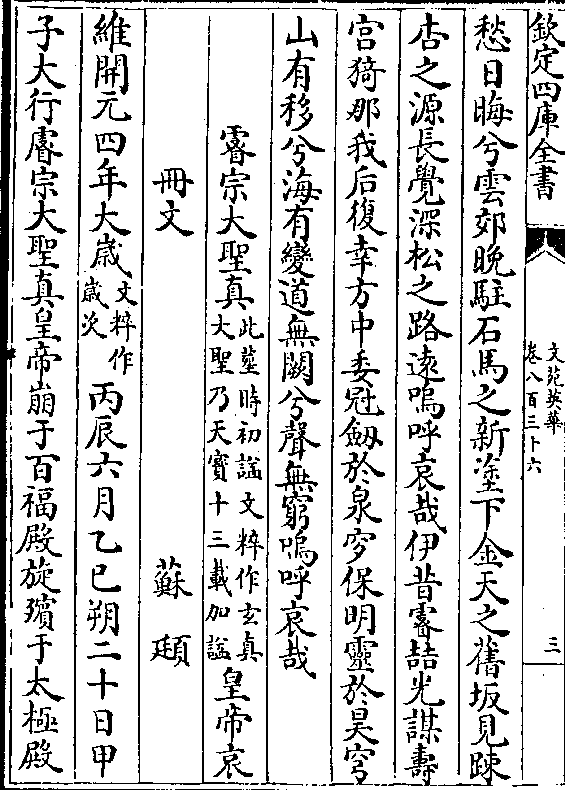 欽定四庫全書
文苑英華
卷八百三十六
三
愁日晦兮雲郊晩駐石馬之新塗下金天之舊坂見踈
杏之源長覺深松之路遠嗚呼哀哉伊昔睿喆光謀壽
宫猗那我后復幸方中委冠劔於泉穸保明靈於昊穹
山有移兮海有變道無闕兮聲無窮嗚呼哀哉
睿宗大聖真此葢時初諡文粹作玄真大聖乃天寳十三載加諡皇帝哀
冊文
蘇頲
維開元四年大歲文粹作歲次丙辰六月乙巳朔二十日甲
子大行睿宗大聖真皇帝崩于百福殿旋殯于太極殿